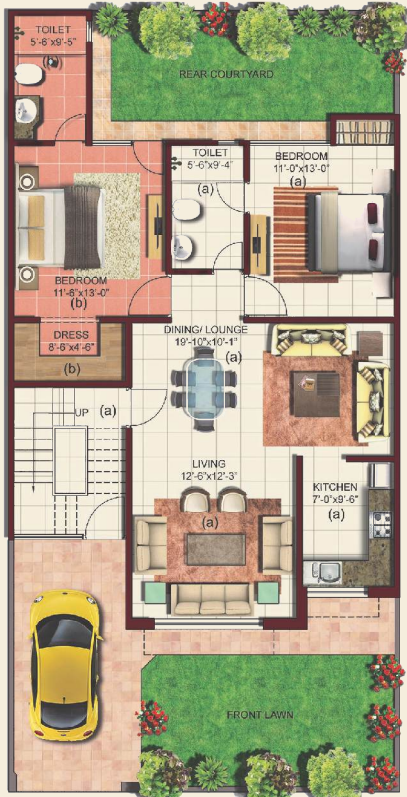 TOILET
5'-6"x9'-5"
REAR COURTYARD
TOILET
5'-6"x9'-4"
(a)
BEDROOM
11'-0"x13'-0"
(a)
BEDROOM
11'-6"x13'-0"
(b)
DRESS
8'-6"x4'-6"
(b)
DINING/ LOUNGE
19'-10"x10'-1"
(a)
UP
(a)
LIVING
12'-6"x12'-3"
(a)
KITCHEN
7'-0"x9'-6"
(a)
FRONT LAWN